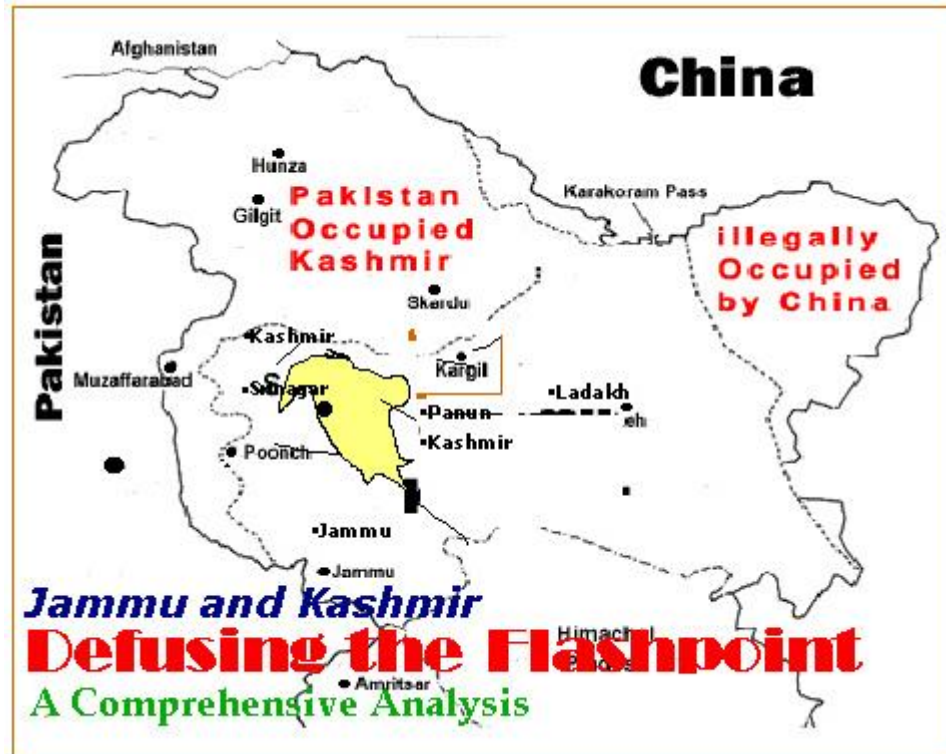 Afghanistan
China
Hunza
Gilgit
Pakistan
Occupied
Kashmir
Karakoram Pass
illegally
Occupied
by China
Pakistan
Skardu
Kashmir
Muzaffarabad
Kargil
Ladakh
Panun
Kashmir
Poonch
Jammu
Jammu
Jammu and Kashmir
Himachal
Defusing the Flashpoint
Amritsar
A Comprehensive Analysis